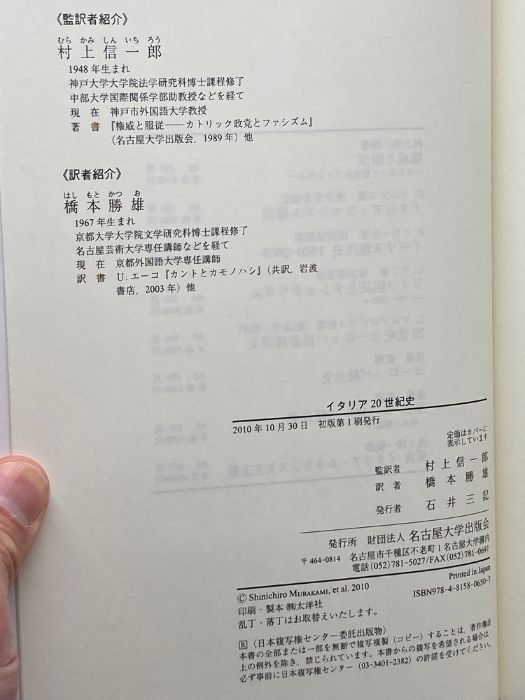 《監訳者紹介》
むら かみ しん いち ろう
村上信一郎
1948年生まれ
神戸大学大学院法学研究科博士課程修了
中部大学国際関係学部助教授などを経て
現 在 神戸市外国語大学教授
著 書 『権威と服従――カトリック政党とファシズム』
(名古屋大学出版会，1989年) 他
《訳者紹介》
はし もと かつ お
橋本勝雄
1967年生まれ
京都大学大学院文学研究科博士課程修了
名古屋芸術大学専任講師などを経て
現 在 京都外国語大学専任講師
訳 書 U. エーコ『カントとカモノハシ』(共訳，岩波
書店，2003年) 他
イタリア20世紀史
2010年10月30日 初版第1刷発行
定価はカバーに
表示しています
監訳者 村上信一郎
訳 者 橋本勝雄
発行者 石井三記
発行所 財団法人 名古屋大学出版会
〒464-0814 名古屋市千種区不老町1名古屋大学構内
電話(052)781-5027/FAX(052)781-0697
© Shinichiro MURAKAMI, et al. 2010
Printed in Japan
印刷・製本 ㈱太洋社
ISBN978-4-8158-0650-7
乱丁・落丁はお取替えいたします。
R〈日本複写権センター委託出版物〉
本書の全部または一部を無断で複写複製（コピー）することは，著作権法
上の例外を除き，禁じられています。本書からの複写を希望される場合は，
必ず事前に日本複写権センター（03-3401-2382）の許諾を受けてください。